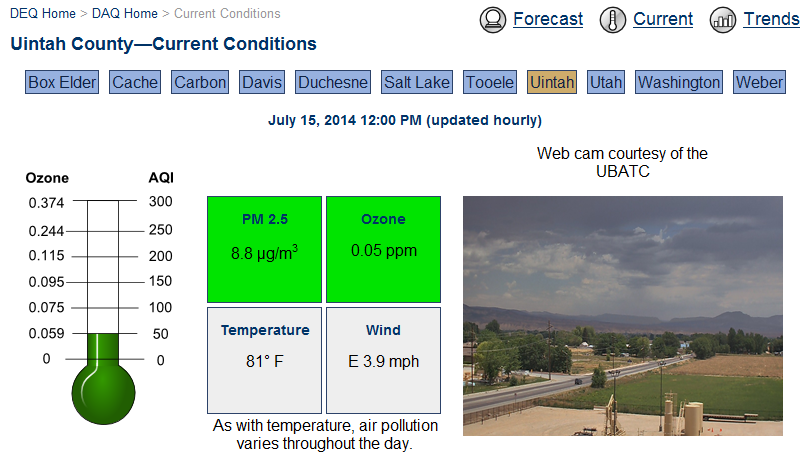 DEQ Home > DAQ Home > Current Conditions
Forecast Current Trends
Uintah County—Current Conditions
Box Elder Cache Carbon Davis Duchesne Salt Lake Tooele Uintah Utah Washington Weber
July 15, 2014 12:00 PM (updated hourly)
Web cam courtesy of the
UBATC
Ozone AQI
0.374 300
0.244 250
0.115 200
0.095 150
0.075 100
0.059 50
0 0
PM 2.5 Ozone
8.8 µg/m³ 0.05 ppm
Temperature Wind
81° F E 3.9 mph
As with temperature, air pollution
varies throughout the day.